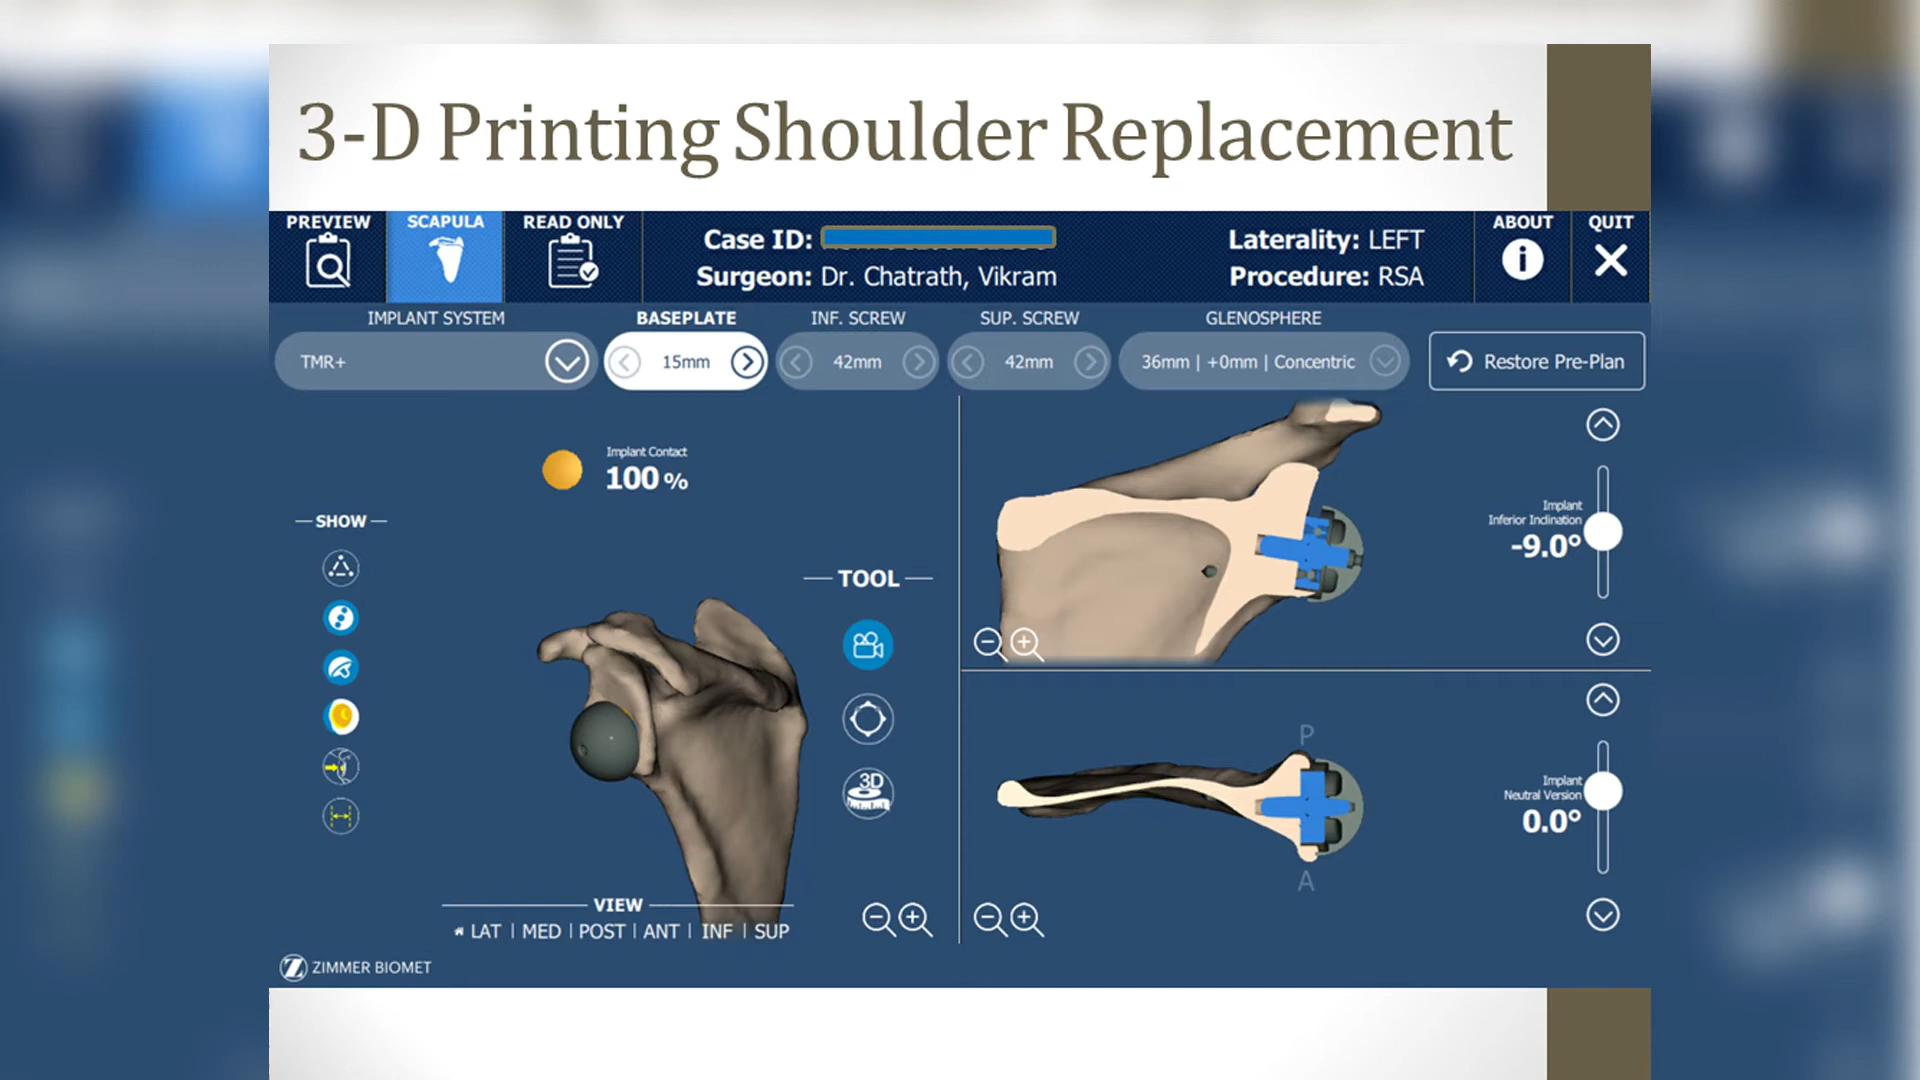 3-D Printing Shoulder Replacement
PREVIEW
SCAPULA
READ ONLY
Case ID:
Surgeon: Dr. Chatrath, Vikram
Laterality: LEFT
Procedure: RSA
ABOUT
QUIT
IMPLANT SYSTEM
TMR+
BASEPLATE
15mm
INF. SCREW
42mm
SUP. SCREW
42mm
GLENOSPHERE
36mm | +0mm | Concentric
Restore Pre-Plan
Implant Contact
100 %
SHOW
TOOL
3D
Implant
Inferior Inclination
-9.0°
P
A
Implant
Neutral Version
0.0°
VIEW
LAT | MED | POST | ANT | INF | SUP
ZIMMER BIOMET